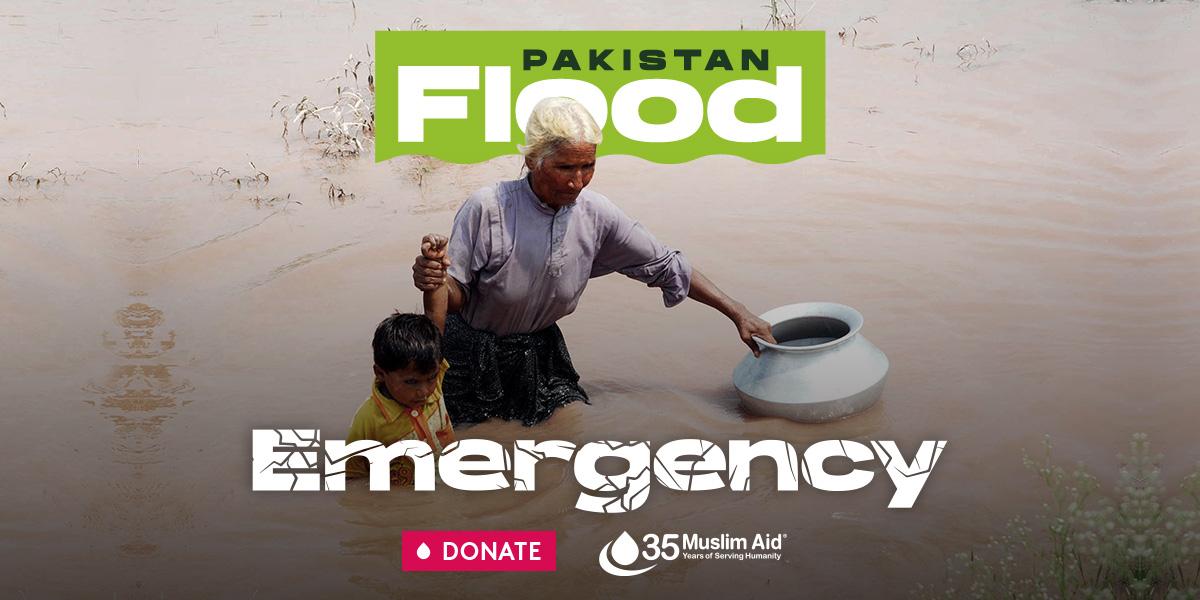 PAKISTAN
Flood
Emergency
DONATE
35 Muslim Aid®
Years of Serving Humanity